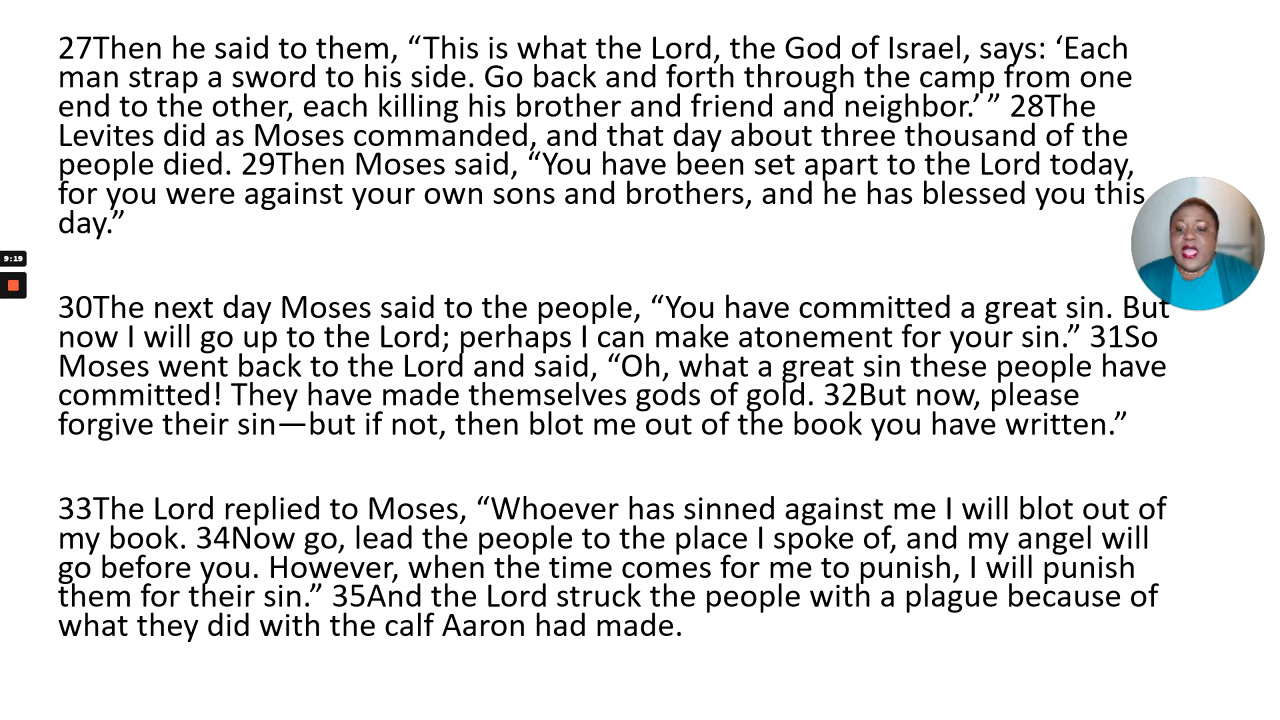 27Then he said to them, “This is what the Lord, the God of Israel, says: ‘Each
man strap a sword to his side. Go back and forth through the camp from one
end to the other, each killing his brother and friend and neighbor.’ ” 28The
Levites did as Moses commanded, and that day about three thousand of the
people died. 29Then Moses said, “You have been set apart to the Lord today,
for you were against your own sons and brothers, and he has blessed you this
day.”
9:19
30The next day Moses said to the people, “You have committed a great sin. But
now I will go up to the Lord; perhaps I can make atonement for your sin.” 31So
Moses went back to the Lord and said, “Oh, what a great sin these people have
committed! They have made themselves gods of gold. 32But now, please
forgive their sin—but if not, then blot me out of the book you have written.”
33The Lord replied to Moses, “Whoever has sinned against me I will blot out of
my book. 34Now go, lead the people to the place I spoke of, and my angel will
go before you. However, when the time comes for me to punish, I will punish
them for their sin.” 35And the Lord struck the people with a plague because of
what they did with the calf Aaron had made.